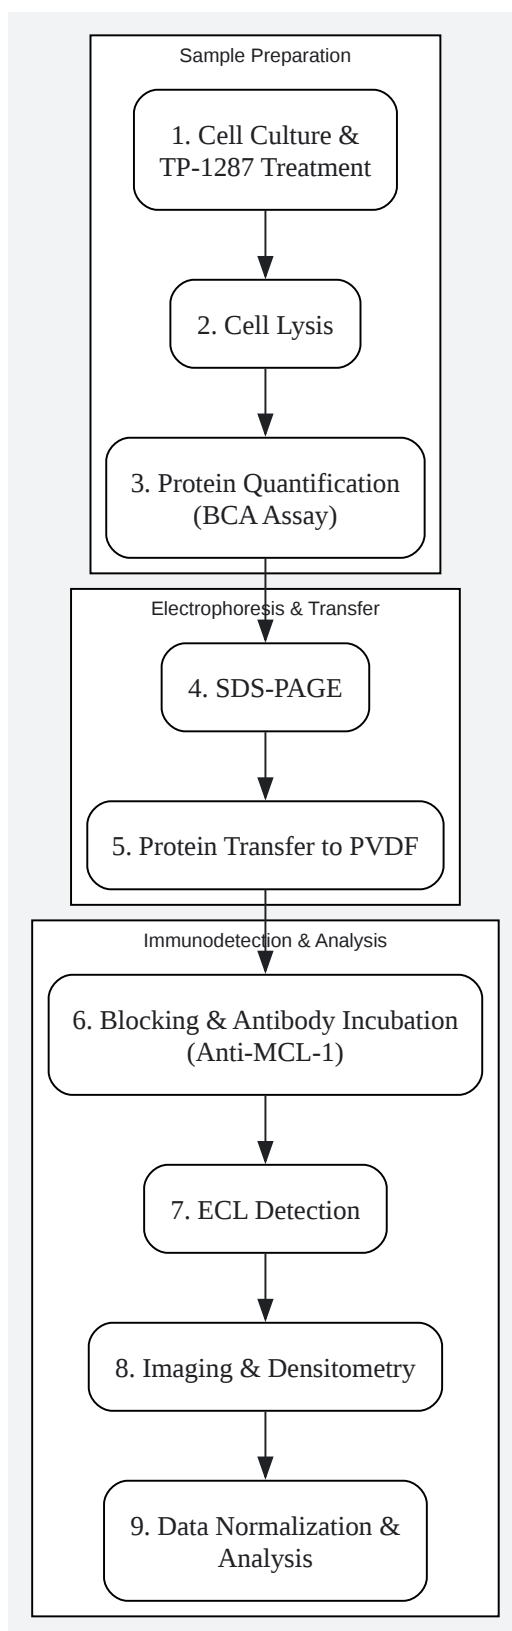 Sample Preparation
1. Cell Culture &
TP-1287 Treatment
2. Cell Lysis
3. Protein Quantification
(BCA Assay)
Electrophoresis & Transfer
4. SDS-PAGE
5. Protein Transfer to PVDF
Immunodetection & Analysis
6. Blocking & Antibody Incubation
(Anti-MCL-1)
7. ECL Detection
8. Imaging & Densitometry
9. Data Normalization &
Analysis